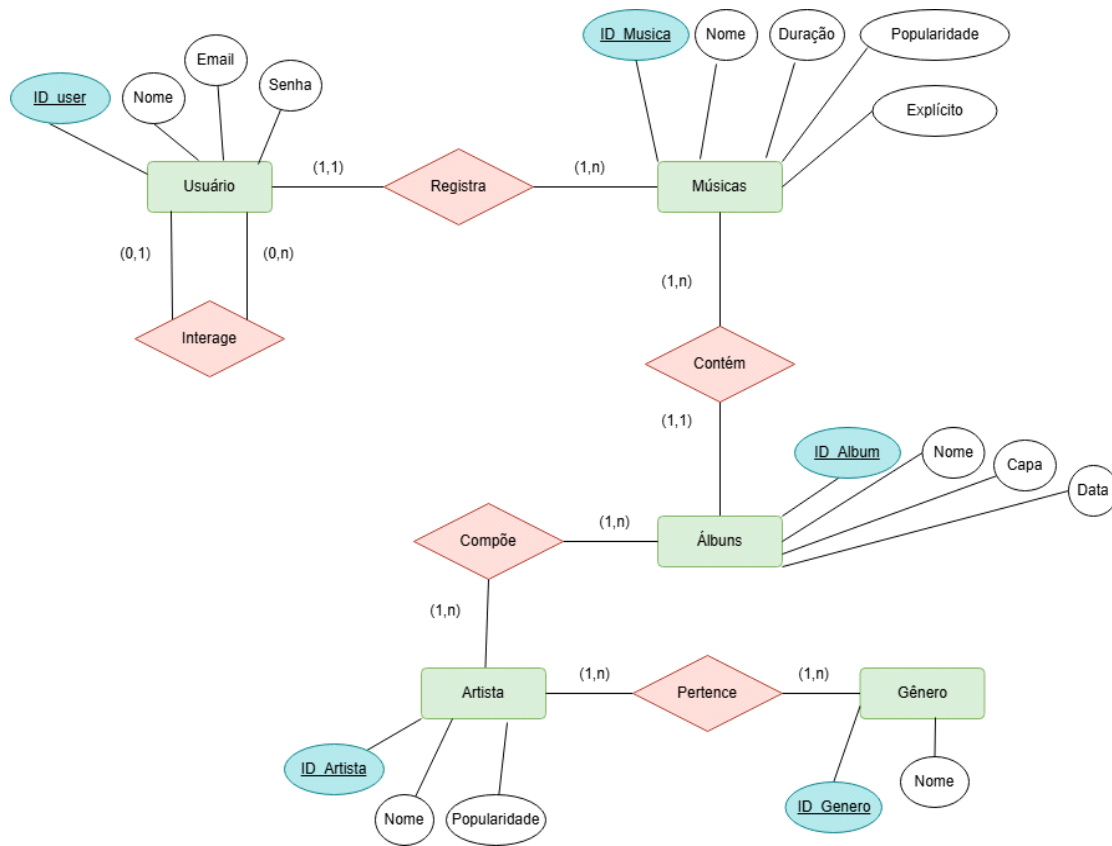 ID_Musica
Nome
Duração
Popularidade
Email
Senha
ID_user
Nome
Explícito
Usuário
(1,1)
Registra
(1,n)
Músicas
(0,1)
(0,n)
(1,n)
Interage
Contém
(1,1)
ID_Album
Nome
Capa
Data
Compõe
(1,n)
Álbuns
(1,n)
Artista
(1,n)
Pertence
(1,n)
Gênero
ID_Artista
Nome
Popularidade
ID_Genero
Nome